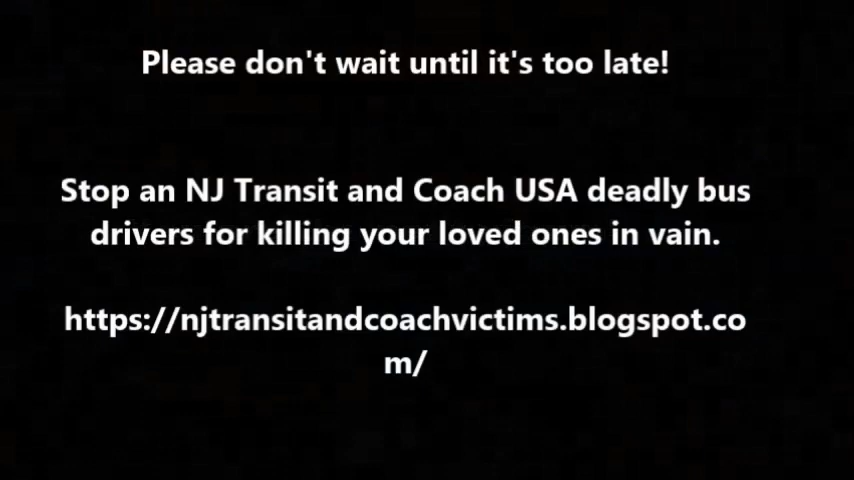 Please don't wait until it's too late!
Stop an NJ Transit and Coach USA deadly bus
drivers for killing your loved ones in vain.
https://njtransitandcoachvictims.blogspot.co
m/